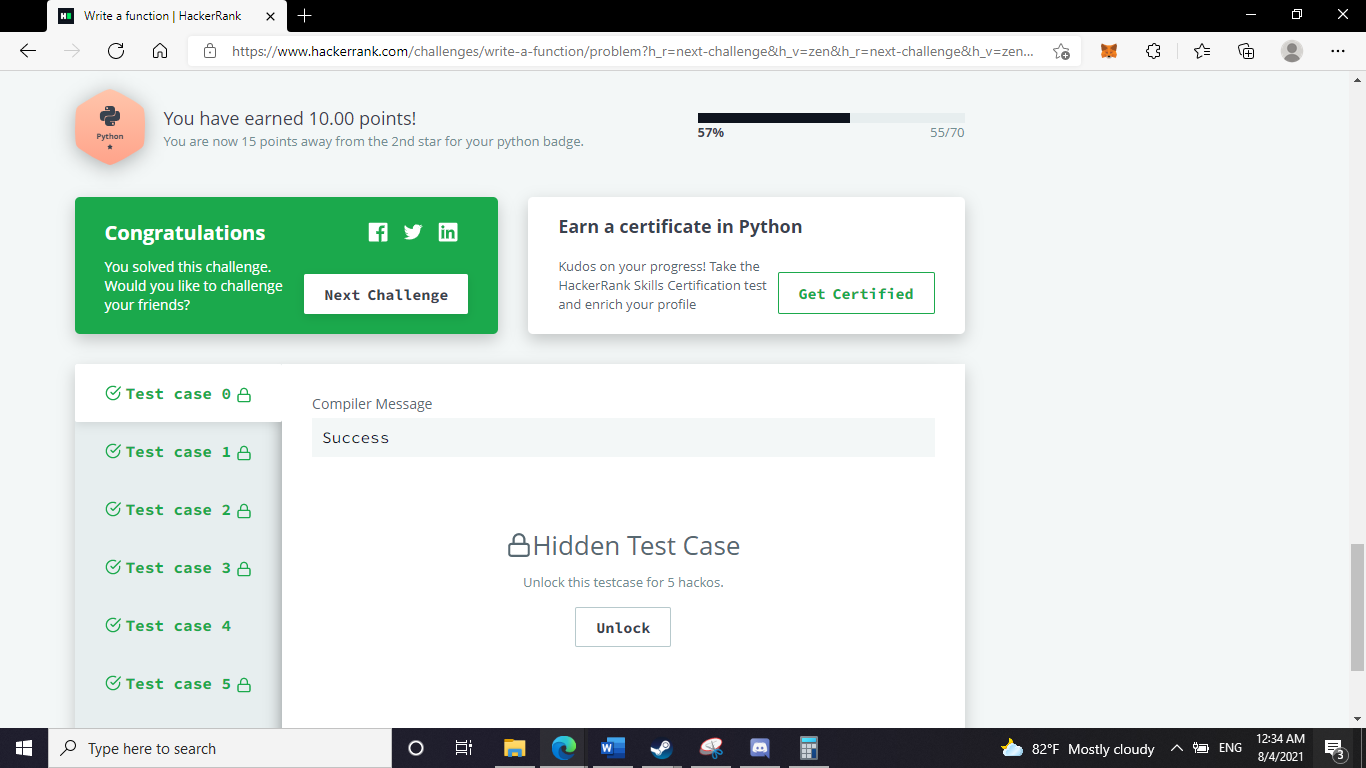 Write a function | HackerRank
https://www.hackerrank.com/challenges/write-a-function/problem?h_r=next-challenge&h_v=zen&h_r=next-challenge&h_v=zen...
Python
You have earned 10.00 points!
You are now 15 points away from the 2nd star for your python badge.
57%
55/70
Congratulations
You solved this challenge.
Would you like to challenge
your friends?
Next Challenge
Earn a certificate in Python
Kudos on your progress! Take the
HackerRank Skills Certification test
and enrich your profile
Get Certified
Test case 0
Test case 1
Test case 2
Test case 3
Test case 4
Test case 5
Compiler Message
Success
Hidden Test Case
Unlock this testcase for 5 hackos.
Unlock
Type here to search
82°F Mostly cloudy
ENG
12:34 AM
8/4/2021
3